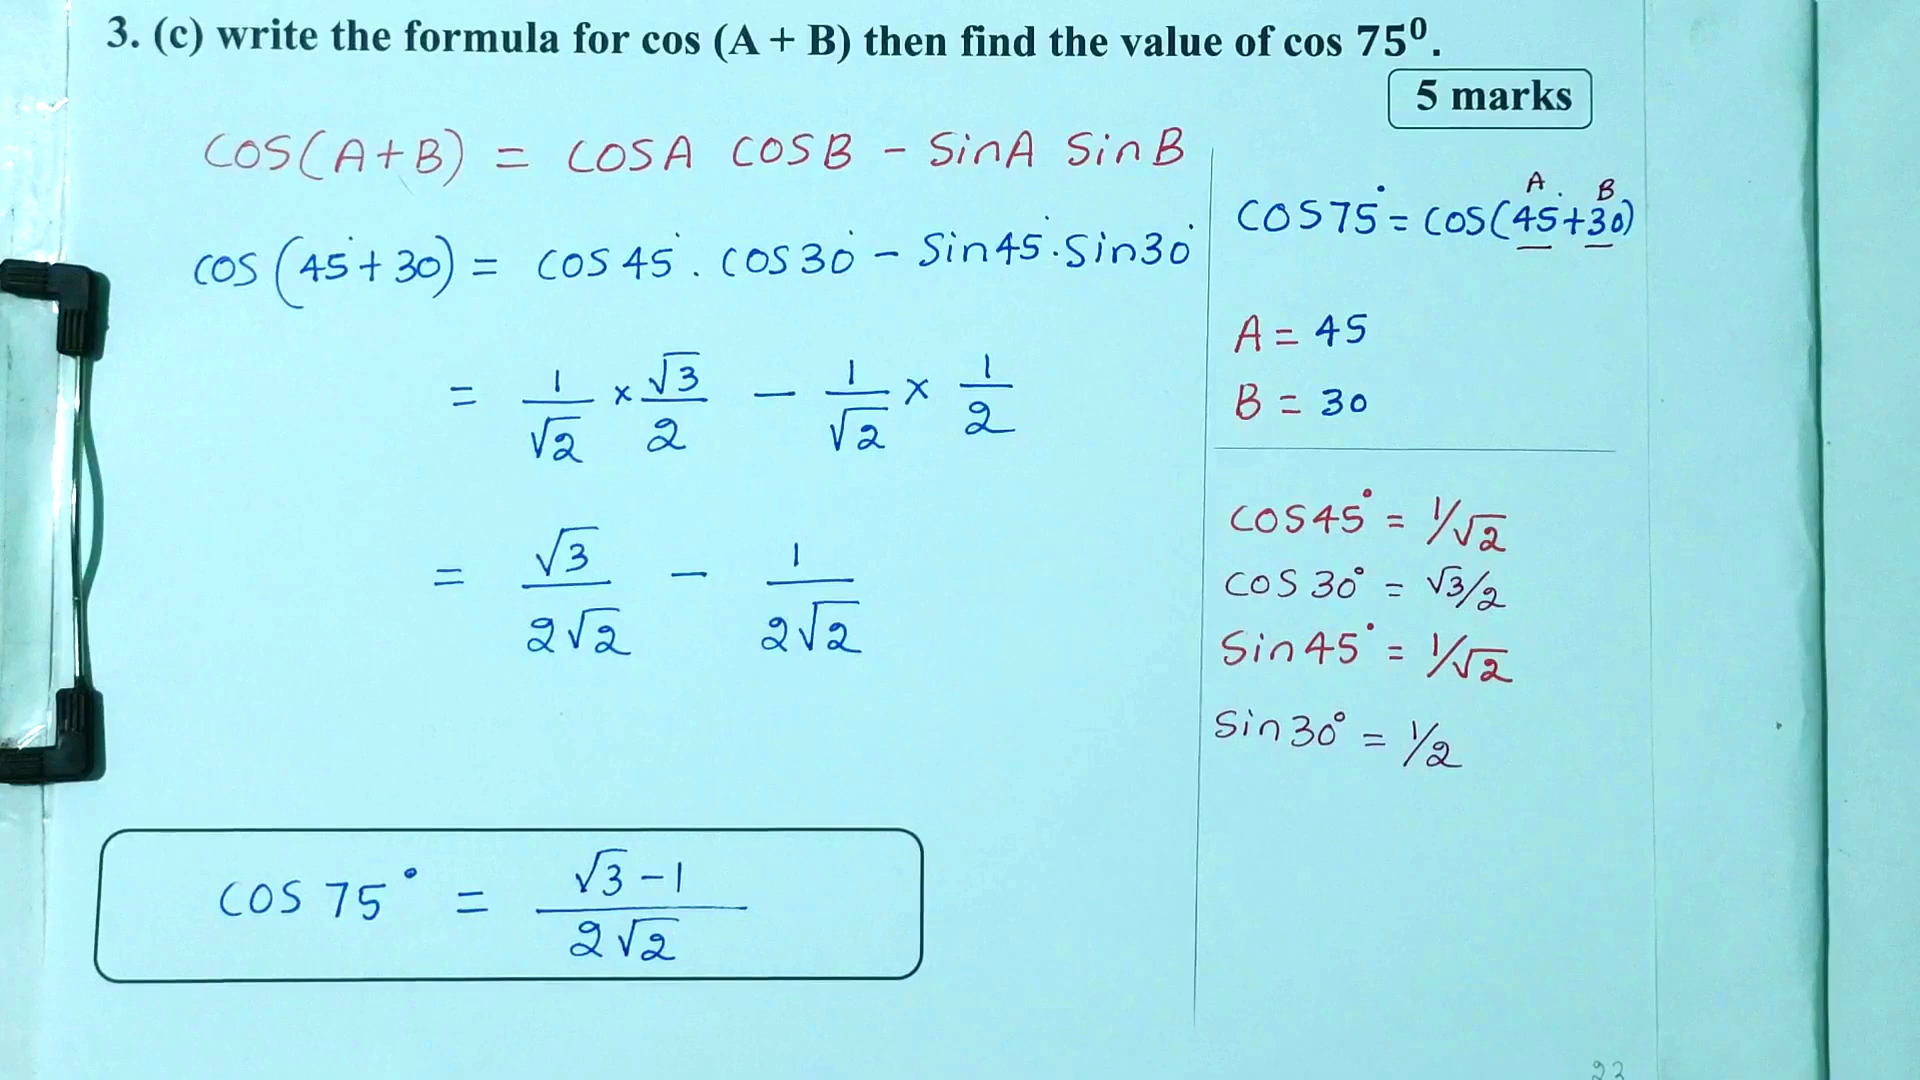 3. (c) write the formula for cos (A + B) then find the value of cos 75⁰.
5 marks
cos(A+B) = cosA cosB - sinA sinB
cos(45°+30) = cos45°. cos30° - sin45°.sin30°
= 1/√2 × √3/2 - 1/√2 × 1/2
= √3/2√2 - 1/2√2
cos 75° = √3-1/2√2
A B
cos75° = cos(45°+30)
A = 45
B = 30
cos45° = 1/√2
cos 30° = √3/2
sin45° = 1/√2
sin30° = 1/2
23